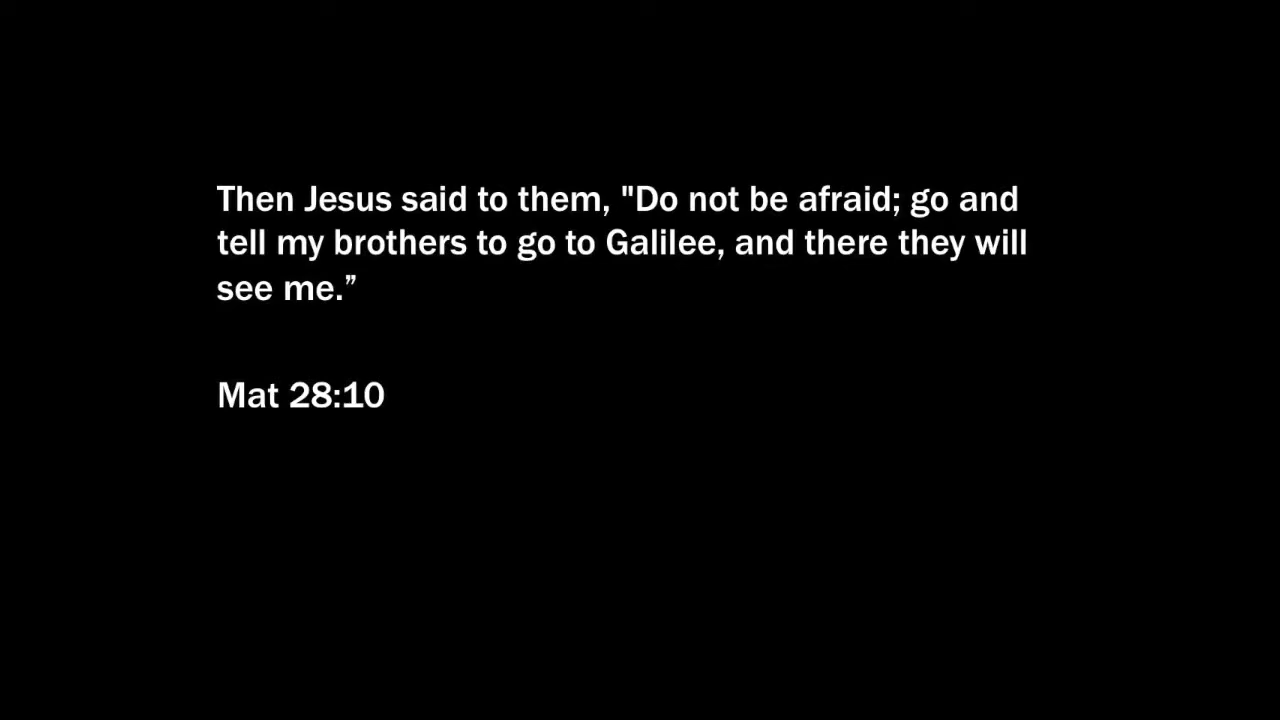 Then Jesus said to them, "Do not be afraid; go and
tell my brothers to go to Galilee, and there they will
see me.”
Mat 28:10